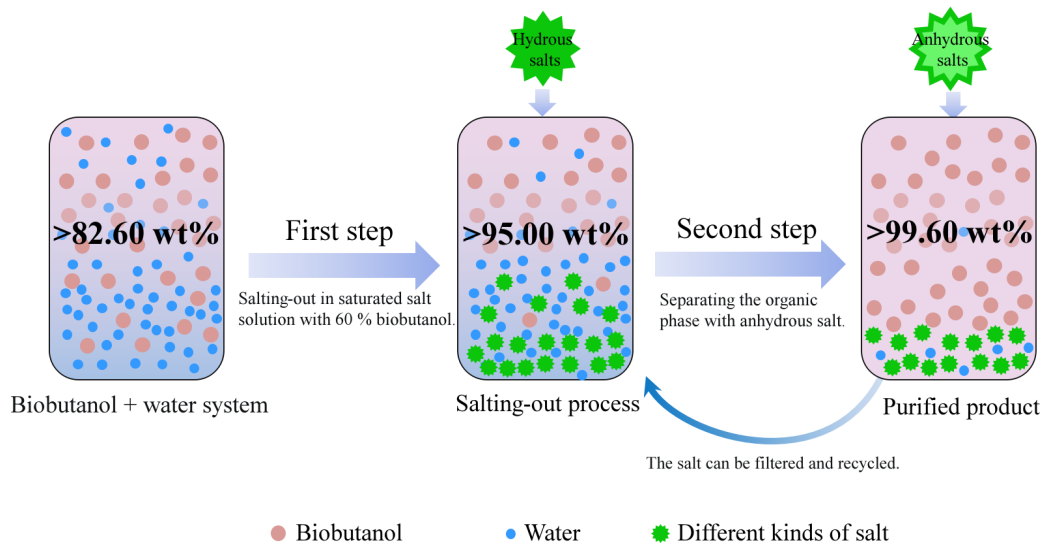 Hydrous
salts
Anhydrous
salts
>82.60 wt%
First step
Salting-out in saturated salt
solution with 60 % biobutanol.
>95.00 wt%
Second step
Separating the organic
phase with anhydrous salt.
>99.60 wt%
Biobutanol + water system
Salting-out process
Purified product
The salt can be filtered and recycled.
Biobutanol
Water
Different kinds of salt